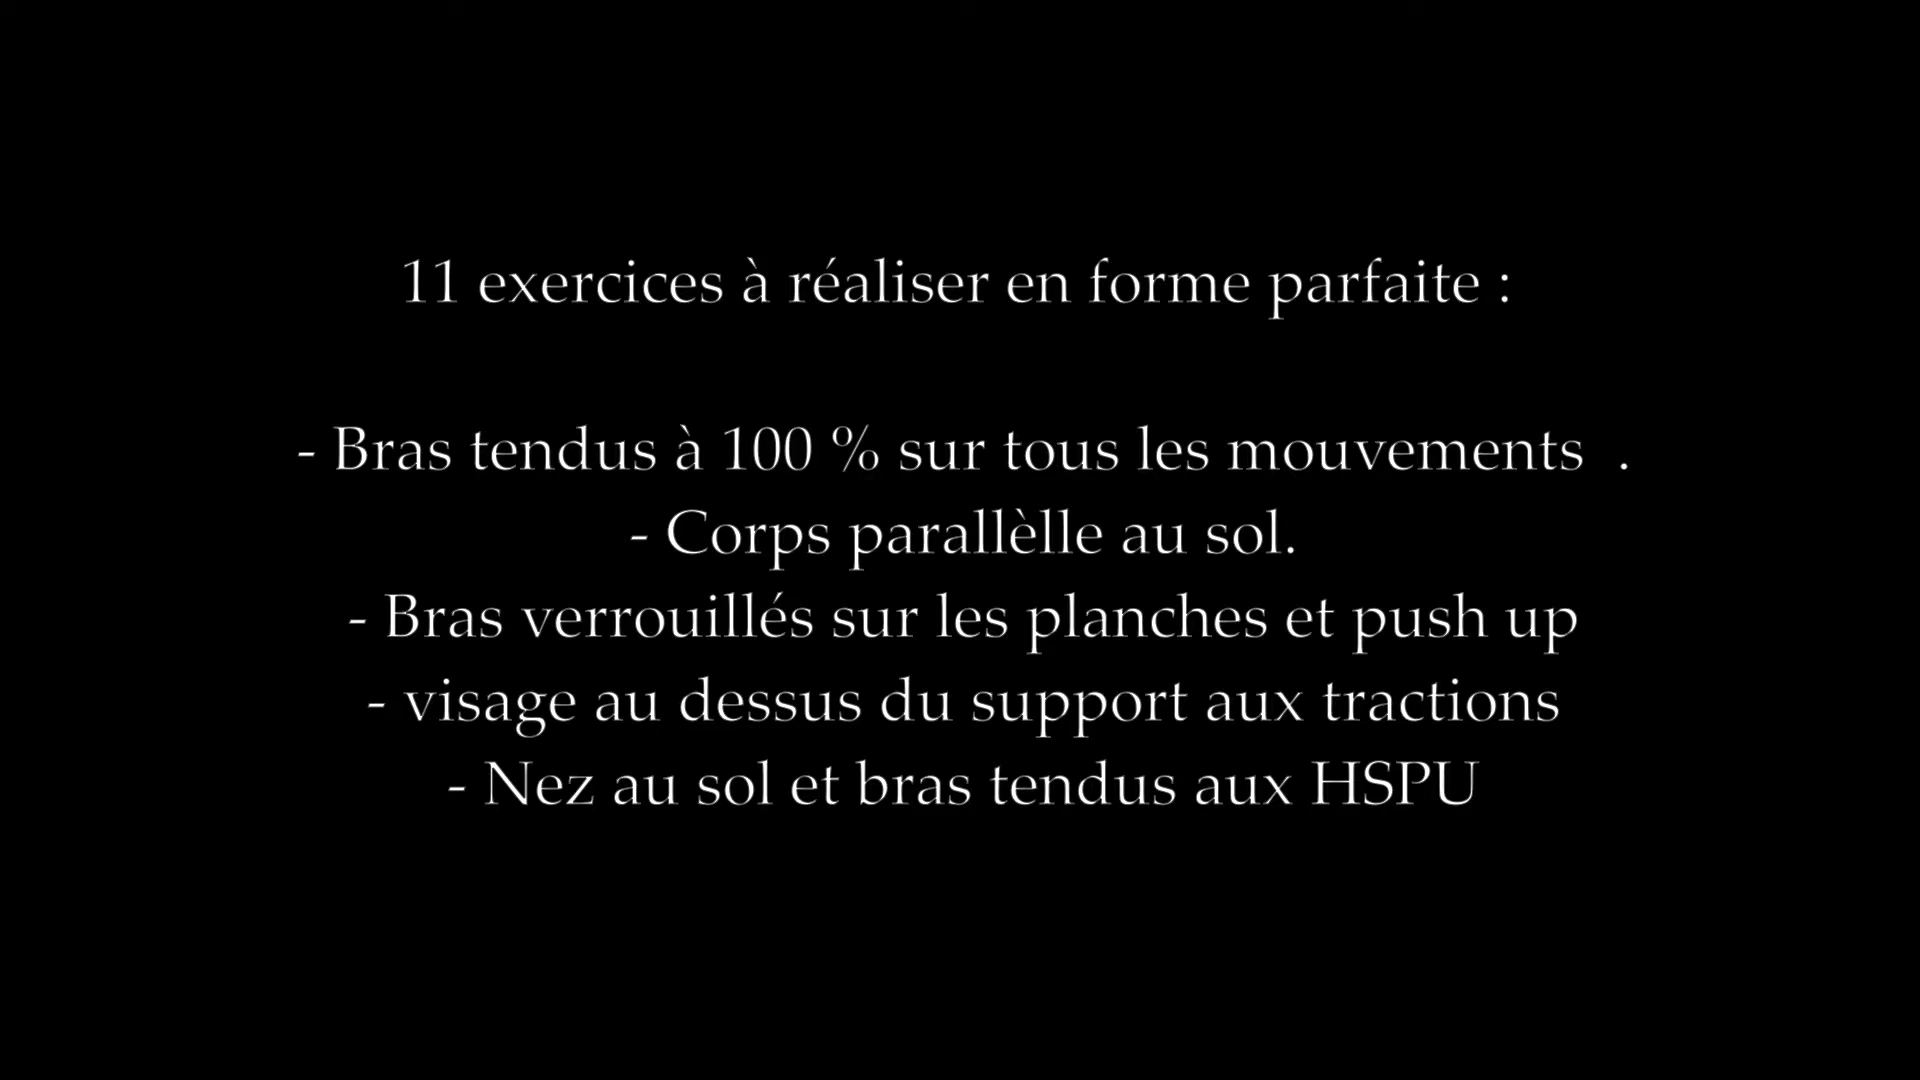 11 exercices à réaliser en forme parfaite :
- Bras tendus à 100 % sur tous les mouvements .
- Corps parallèlle au sol.
- Bras verrouillés sur les planches et push up
- visage au dessus du support aux tractions
- Nez au sol et bras tendus aux HSPU